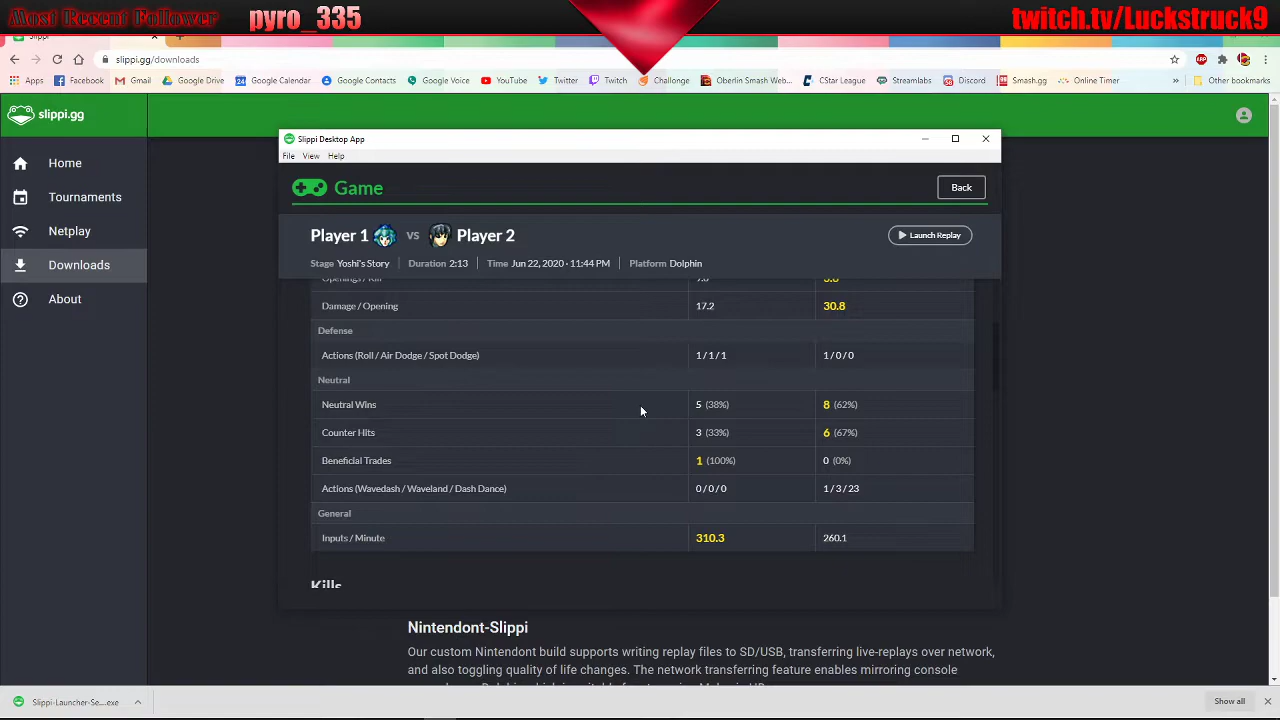 Most Recent Follower pyro_335 twitch.tv/Luckstruck9
Slippi
slippi.gg/downloads
Apps Facebook Gmail Google Drive Google Calendar Google Contacts Google Voice YouTube Twitter Twitch Challonge Oberlin Smash Web... CStar League Streamlabs Discord Smash.gg Online Timer » Other bookmarks
slippi.gg
Home
Tournaments
Netplay
Downloads
About
Slippi Desktop App
File View Help
Game Back
Player 1 VS Player 2 Launch Replay
Stage Yoshi's Story Duration 2:13 Time Jun 22, 2020 · 11:44 PM Platform Dolphin
Openings / Kill
Damage / Opening 17.2 30.8
Defense
Actions (Roll / Air Dodge / Spot Dodge) 1 / 1 / 1 1 / 0 / 0
Neutral
Neutral Wins 5 (38%) 8 (62%)
Counter Hits 3 (33%) 6 (67%)
Beneficial Trades 1 (100%) 0 (0%)
Actions (Wavedash / Waveland / Dash Dance) 0 / 0 / 0 1 / 3 / 23
General
Inputs / Minute 310.3 260.1
Kills
Nintendont-Slippi
Our custom Nintendont build supports writing replay files to SD/USB, transferring live-replays over network,
and also toggling quality of life changes. The network transferring feature enables mirroring console
Slippi-Launcher-Se....exe Show all